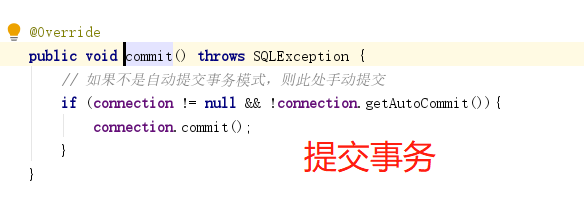 @Override
public void commit() throws SQLException {
// 如果不是自动提交事务模式，则此处手动提交
if (connection != null && !connection.getAutoCommit()){
connection.commit();
}
提交事务
}